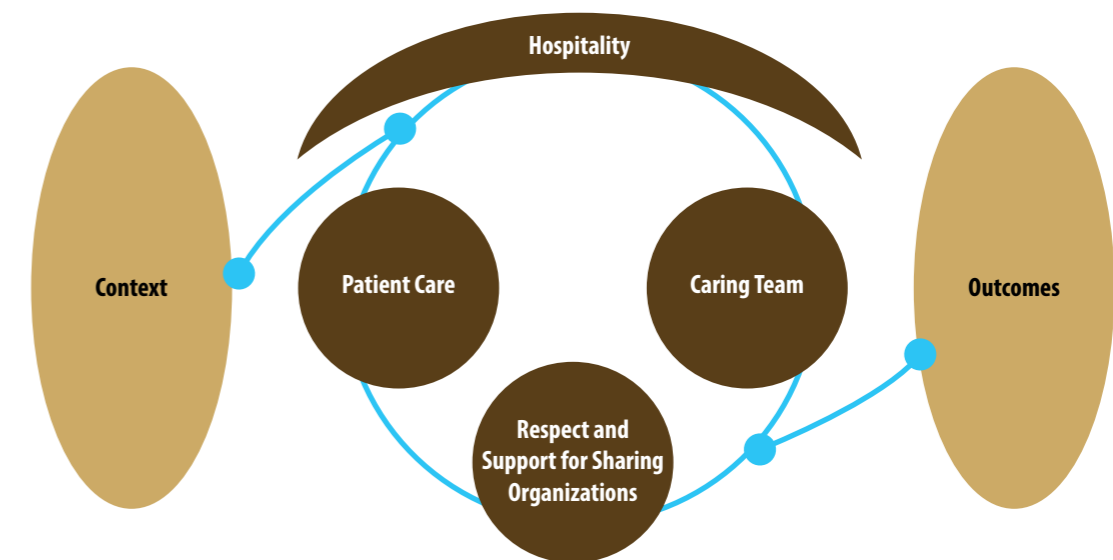 Hospitality
Context
Patient Care
Caring Team
Outcomes
Respect and
Support for Sharing
Organizations